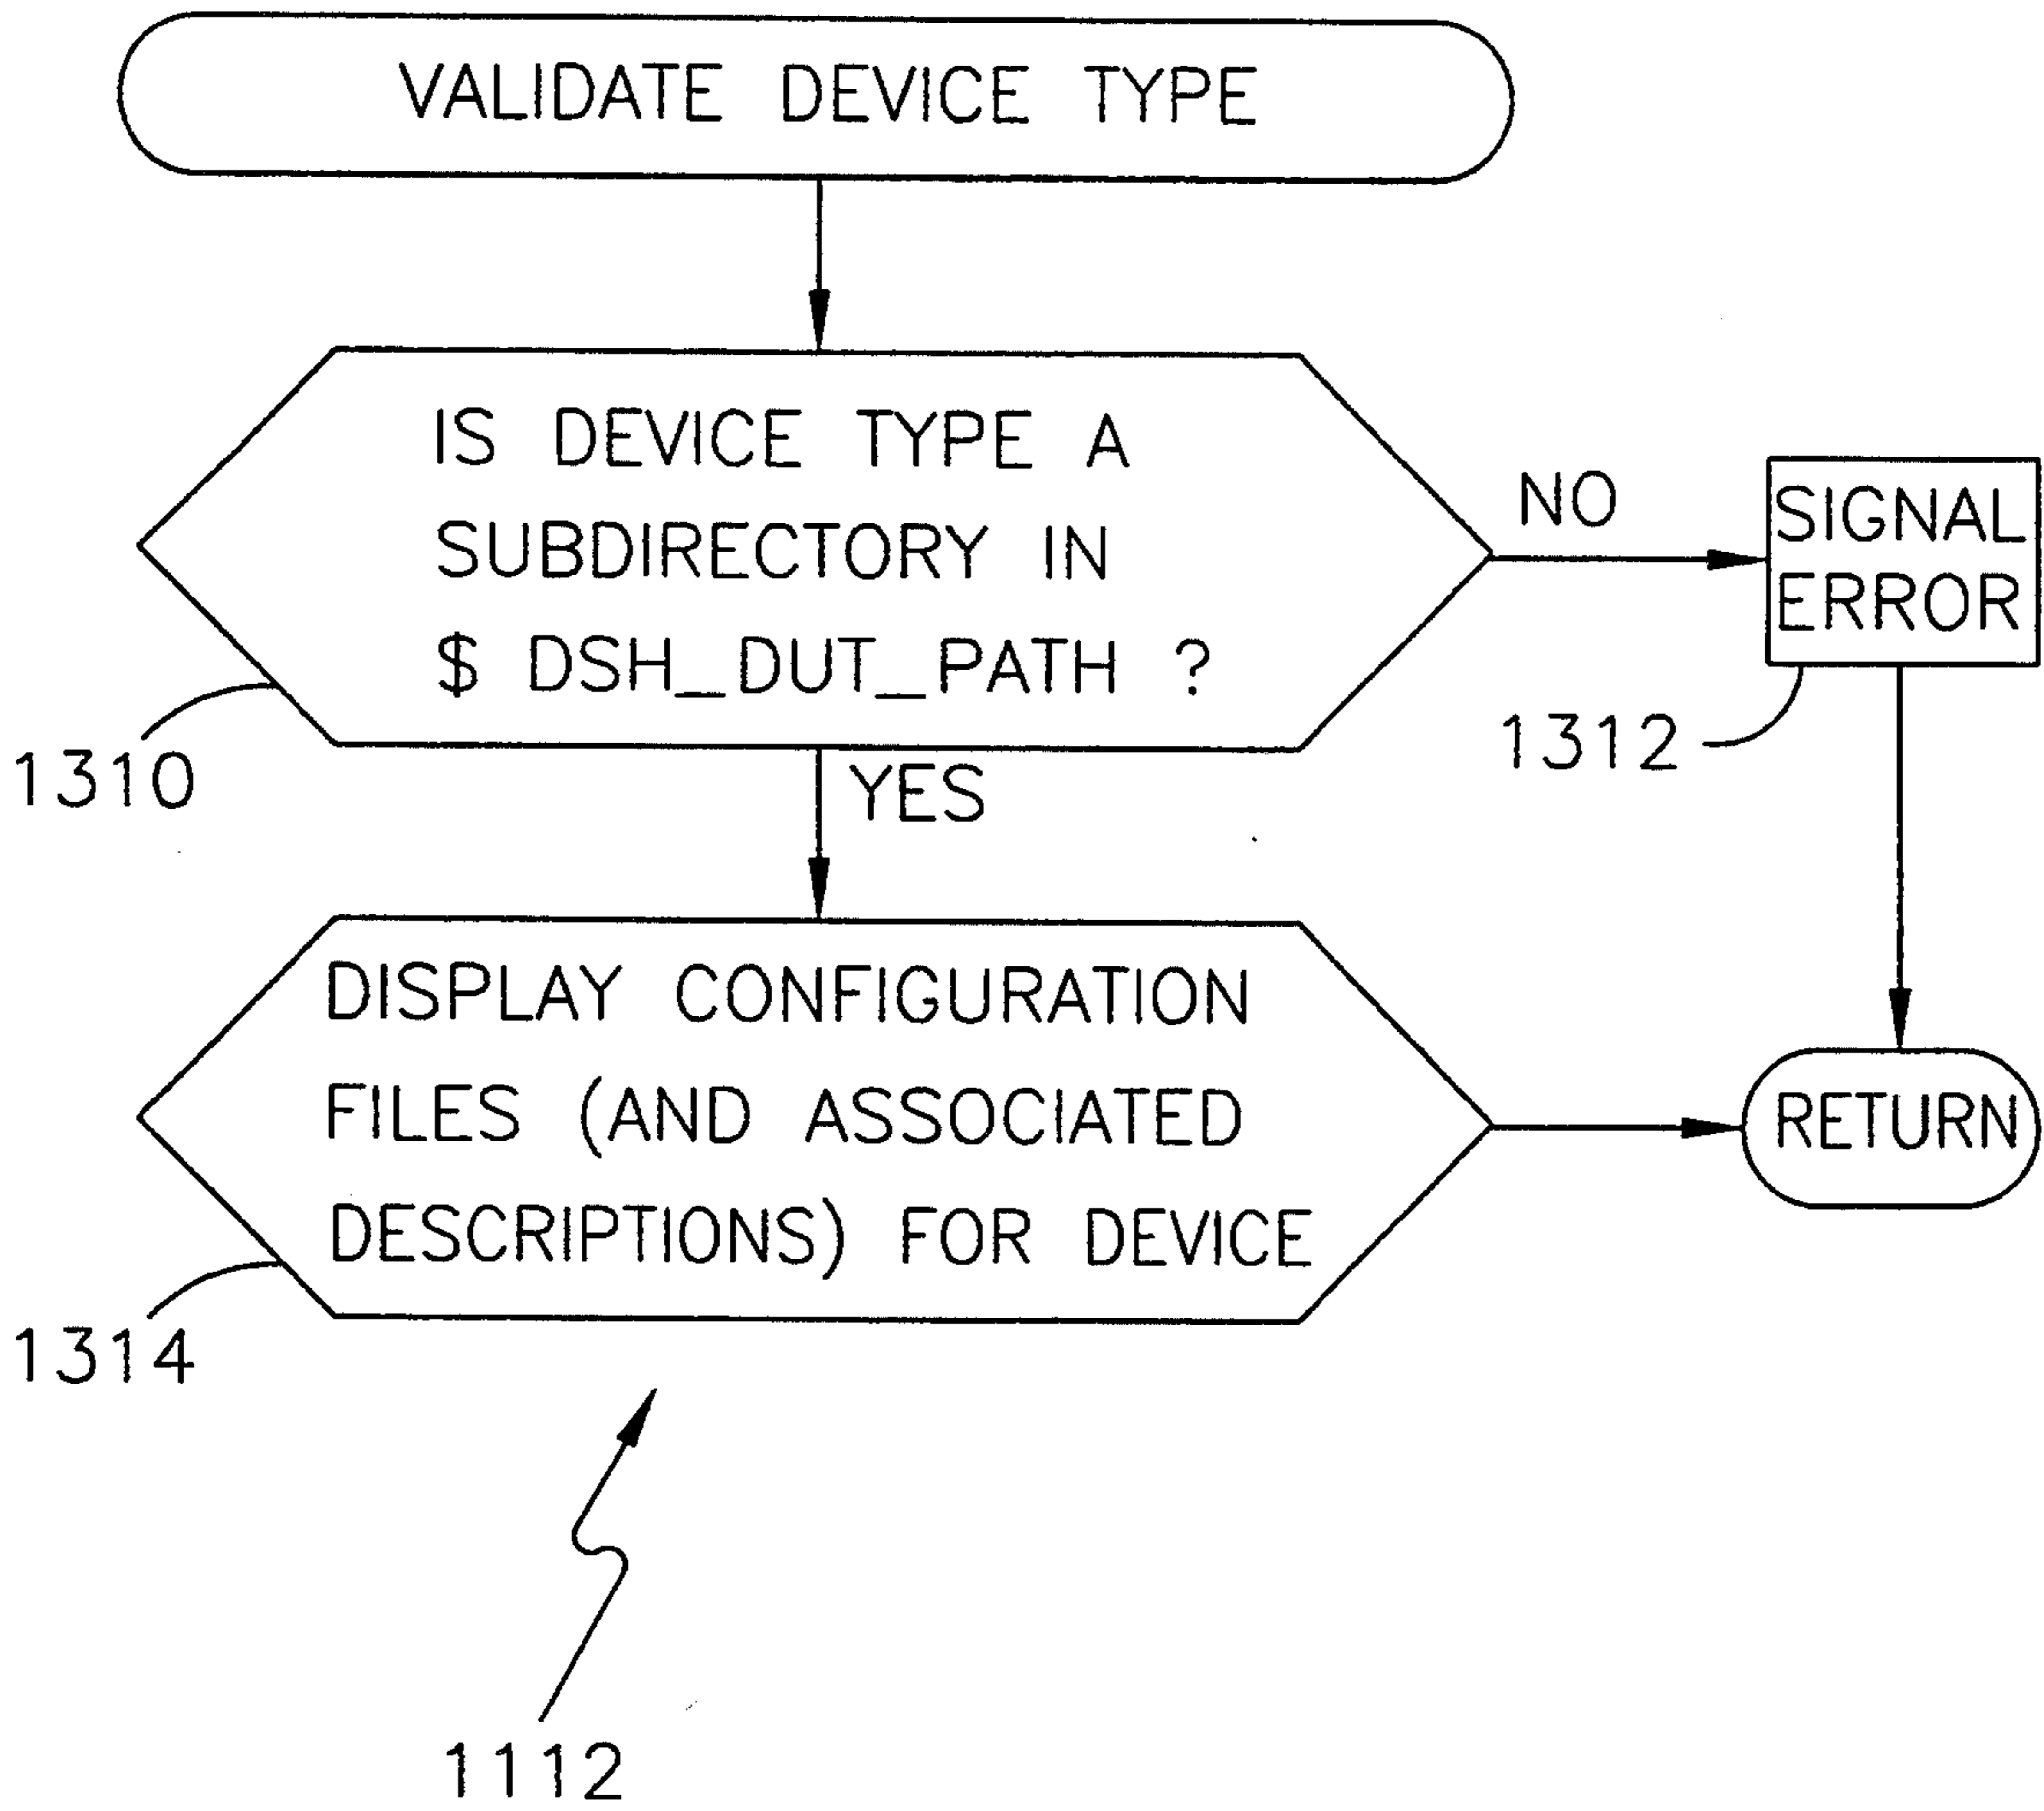 VALIDATE DEVICE TYPE
IS DEVICE TYPE A
SUBDIRECTORY IN
$ DSH_DUT_PATH ?
NO
SIGNAL
ERROR
1310
1312
YES
DISPLAY CONFIGURATION
FILES (AND ASSOCIATED
DESCRIPTIONS) FOR DEVICE
RETURN
1314
1112